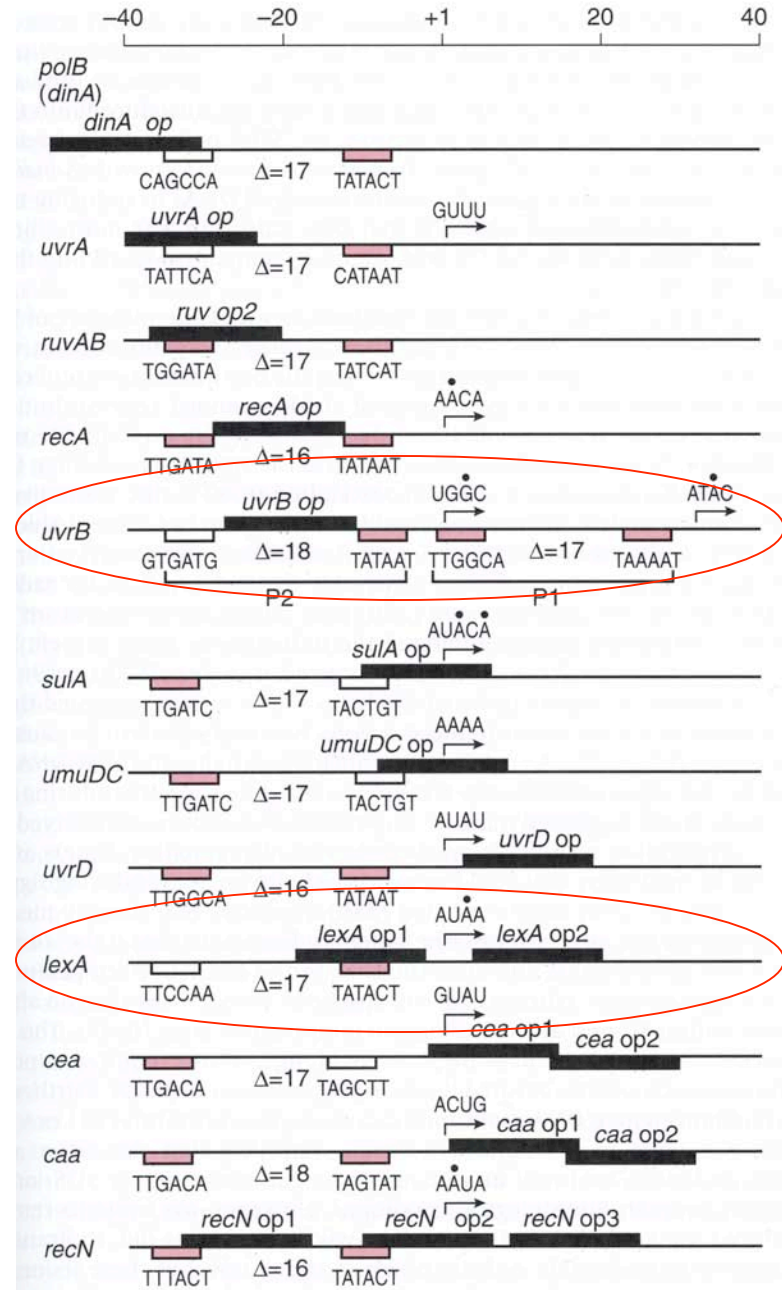 −40 −20 +1 20 40
polB
(dinA)
dinA op
CAGCCA Δ=17 TATACT
GUUU
uvrA op
uvrA
TATTCA Δ=17 CATAAT
ruv op2
ruvAB
TGGATA Δ=17 TATCAT
AACA
recA op
recA
TTGATA Δ=16 TATAAT
UGGC ATAC
uvrB op
uvrB
GTGATG Δ=18 TATAAT TTGGCA Δ=17 TAAAAT
P2 P1
AUACA
sulA op
sulA
TTGATC Δ=17 TACTGT
AAAA
umuDC op
umuDC
TTGATC Δ=17 TACTGT
AUAU
uvrD op
uvrD
TTGGCA Δ=16 TATAAT
AUAA
lexA op1 lexA op2
lexA
TTCCAA Δ=17 TATACT
GUAU
cea op1
cea op2
cea
TTGACA Δ=17 TAGCTT
ACUG
caa op1
caa op2
caa
TTGACA Δ=18 TAGTAT
AAUA
recN op1 recN op2 recN op3
recN
TTTACT Δ=16 TATACT